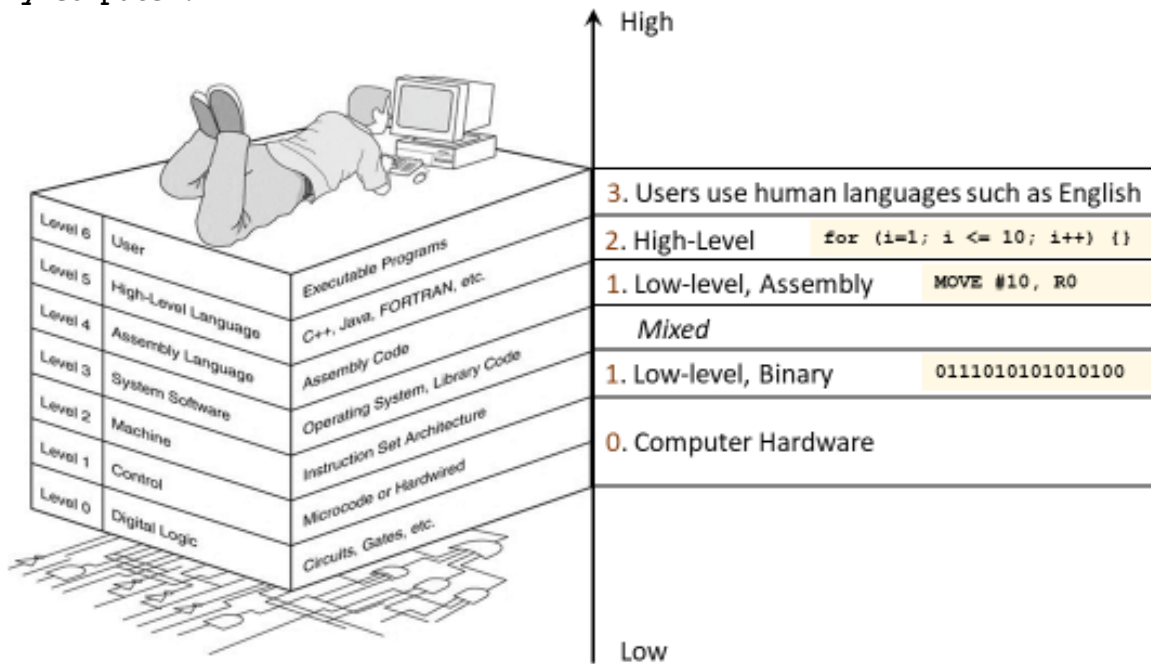 High
3. Users use human languages such as English
2. High-Level for (i=1; i <= 10; i++) {}
1. Low-level, Assembly MOVE #10, R0
Mixed
1. Low-level, Binary 0111010101010100
0. Computer Hardware
Low
Level 6 User Executable Programs
Level 5 High-Level Language C++, Java, FORTRAN, etc.
Level 4 Assembly Language Assembly Code
Level 3 System Software Operating System, Library Code
Level 2 Machine Instruction Set Architecture
Level 1 Control Microcode or Hardwired
Level 0 Digital Logic Circuits, Gates, etc.